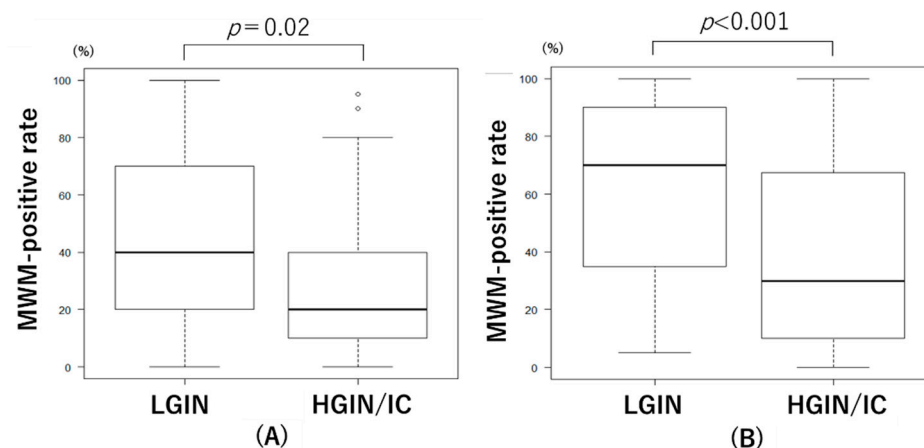 p = 0.02
(%)
100
80
60
40
20
0
MWM-positive rate
LGIN HGIN/IC
(A)
p<0.001
(%)
100
80
60
40
20
0
MWM-positive rate
LGIN HGIN/IC
(B)